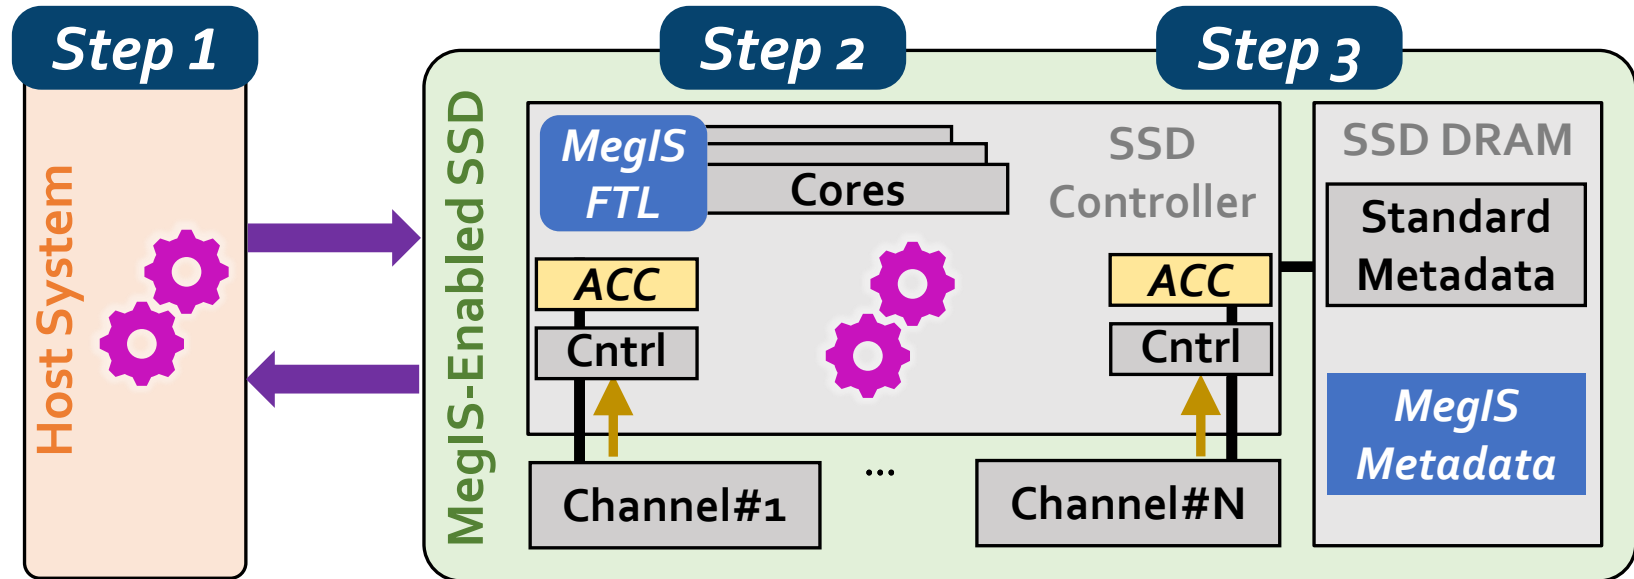 Step 1
Step 2
Step 3
Host System
MegIS-Enabled SSD
MegIS
FTL
Cores
SSD
Controller
ACC
Cntrl
ACC
Cntrl
Channel#1
...
Channel#N
SSD DRAM
Standard
Metadata
MegIS
Metadata